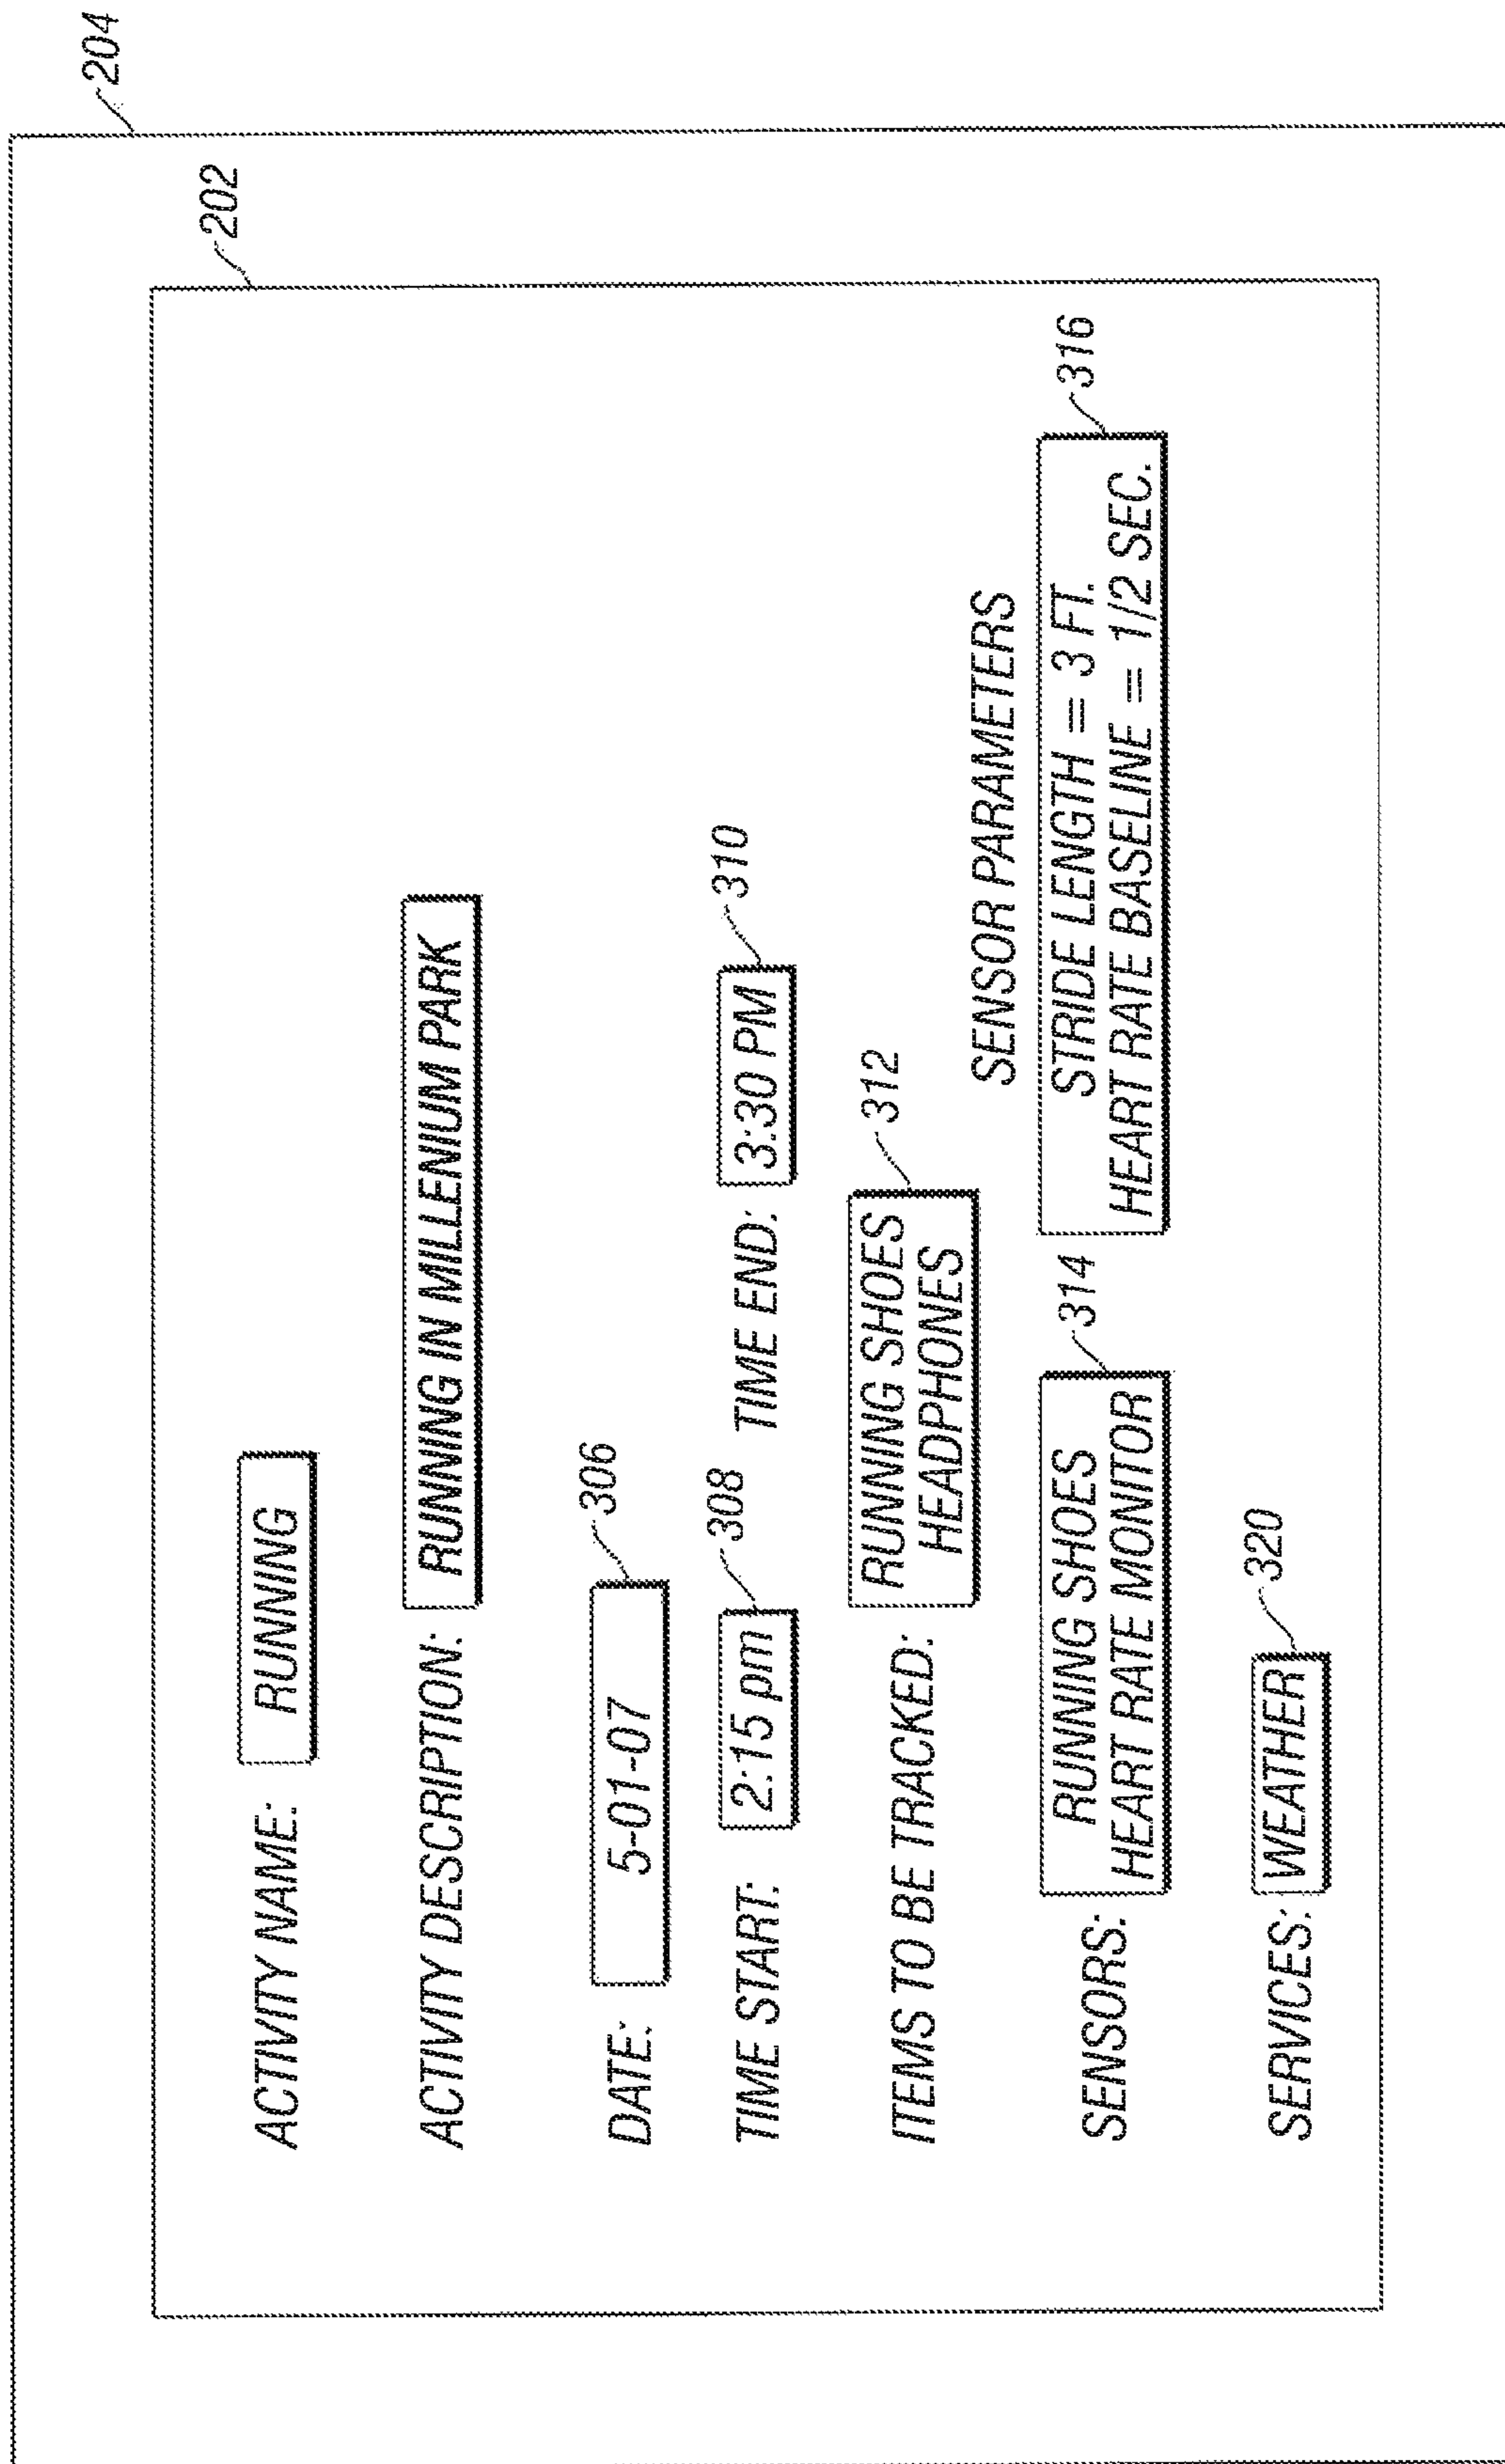 204
202
ACTIVITY NAME: RUNNING
ACTIVITY DESCRIPTION: RUNNING IN MILLENIUM PARK
306
DATE: 5-01-07
308 310
TIME START: 2:15 pm TIME END: 3:30 PM
312
ITEMS TO BE TRACKED: RUNNING SHOES
HEADPHONES
SENSOR PARAMETERS
314 316
RUNNING SHOES STRIDE LENGTH = 3 FT.
SENSORS: HEART RATE MONITOR HEART RATE BASELINE = 1/2 SEC.
320
SERVICES: WEATHER